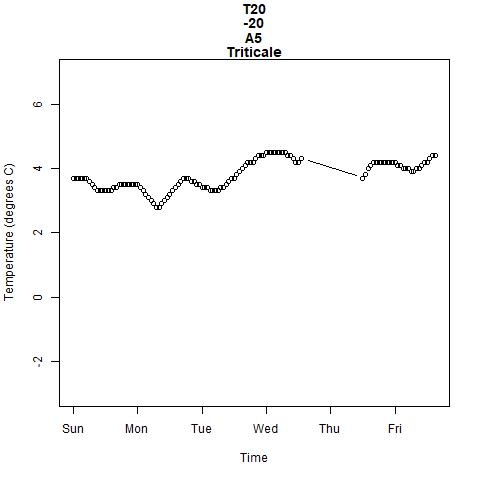 T20
-20
A5
Triticale
Temperature (degrees C)
6
4
2
0
-2
Sun Mon Tue Wed Thu Fri
Time